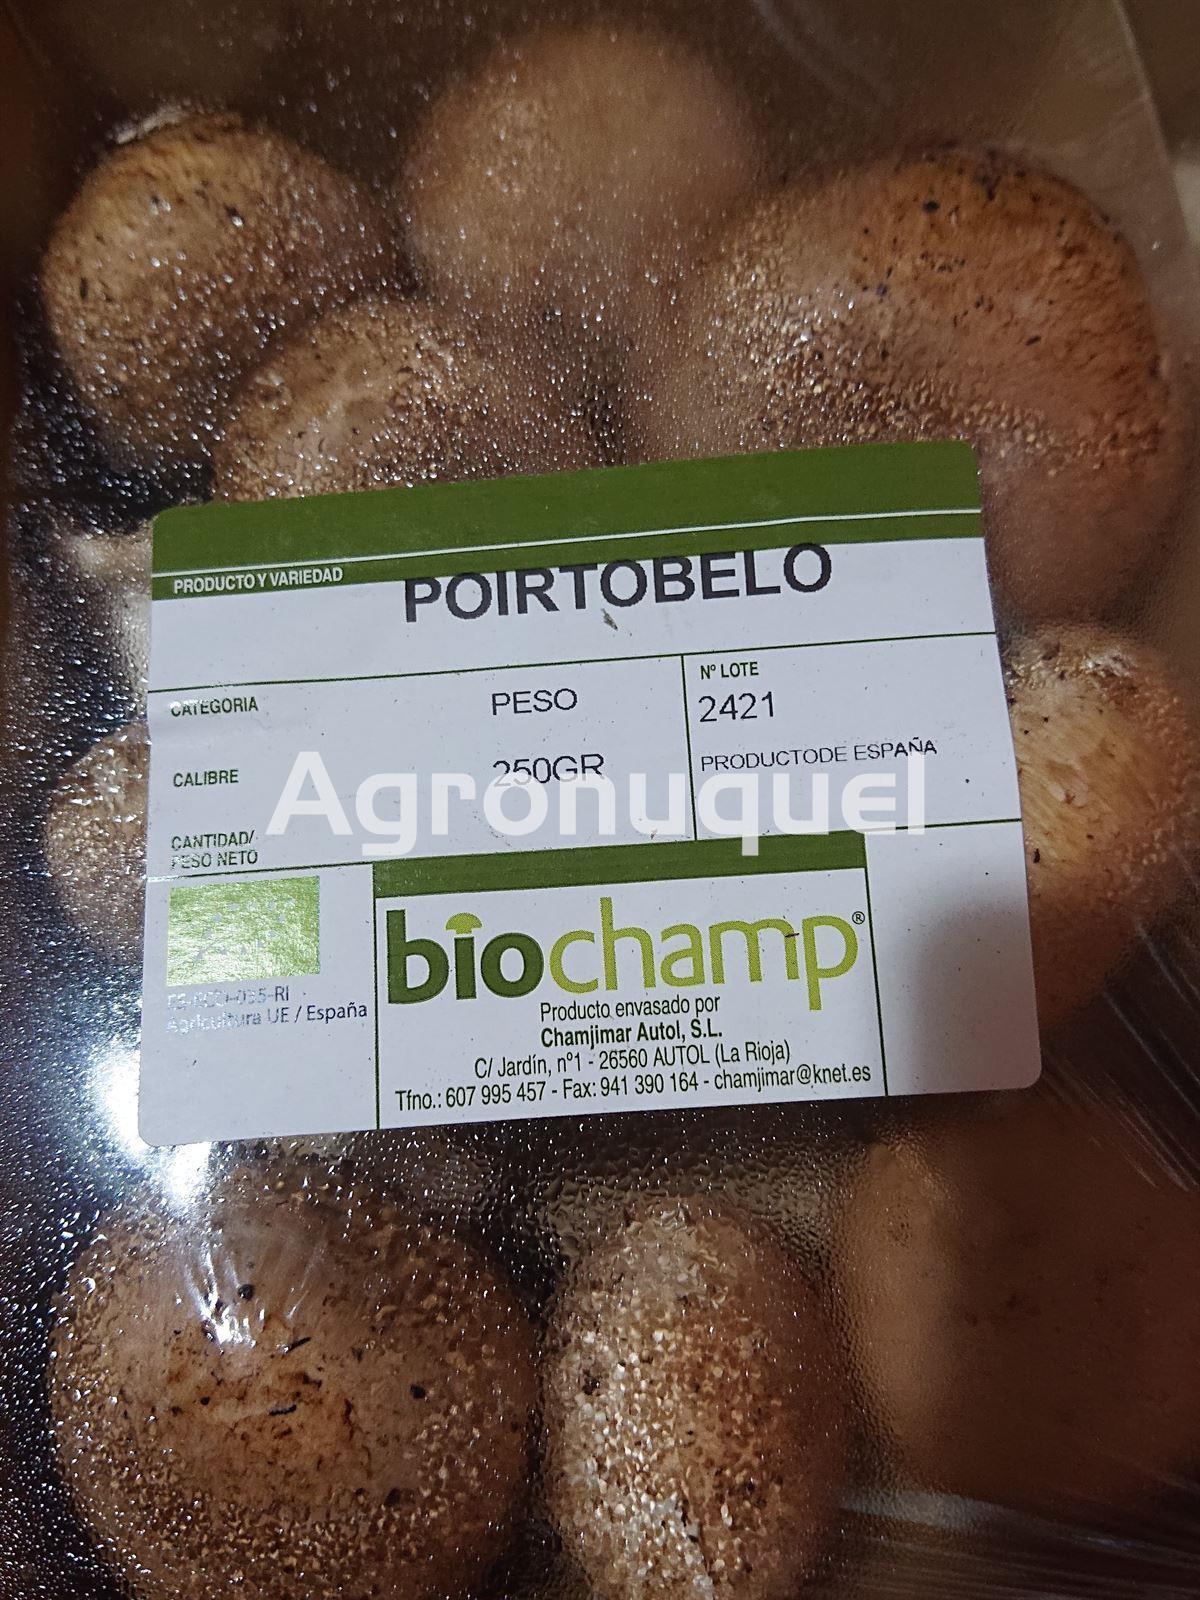 PRODUCTO Y VARIEDAD
POIRTOBELO
CATEGORIA
PESO
Nº LOTE
2421
CALIBRE
250GR
PRODUCTODE ESPAÑA
Agronuquel
CANTIDAD/
PESO NETO
biochamp®
Producto envasado por
Chamjimar Autol, S.L.
C/ Jardín, nº1 - 26560 AUTOL (La Rioja)
Tfno.: 607 995 457 - Fax: 941 390 164 - chamjimar@knet.es
Agricultura UE / España